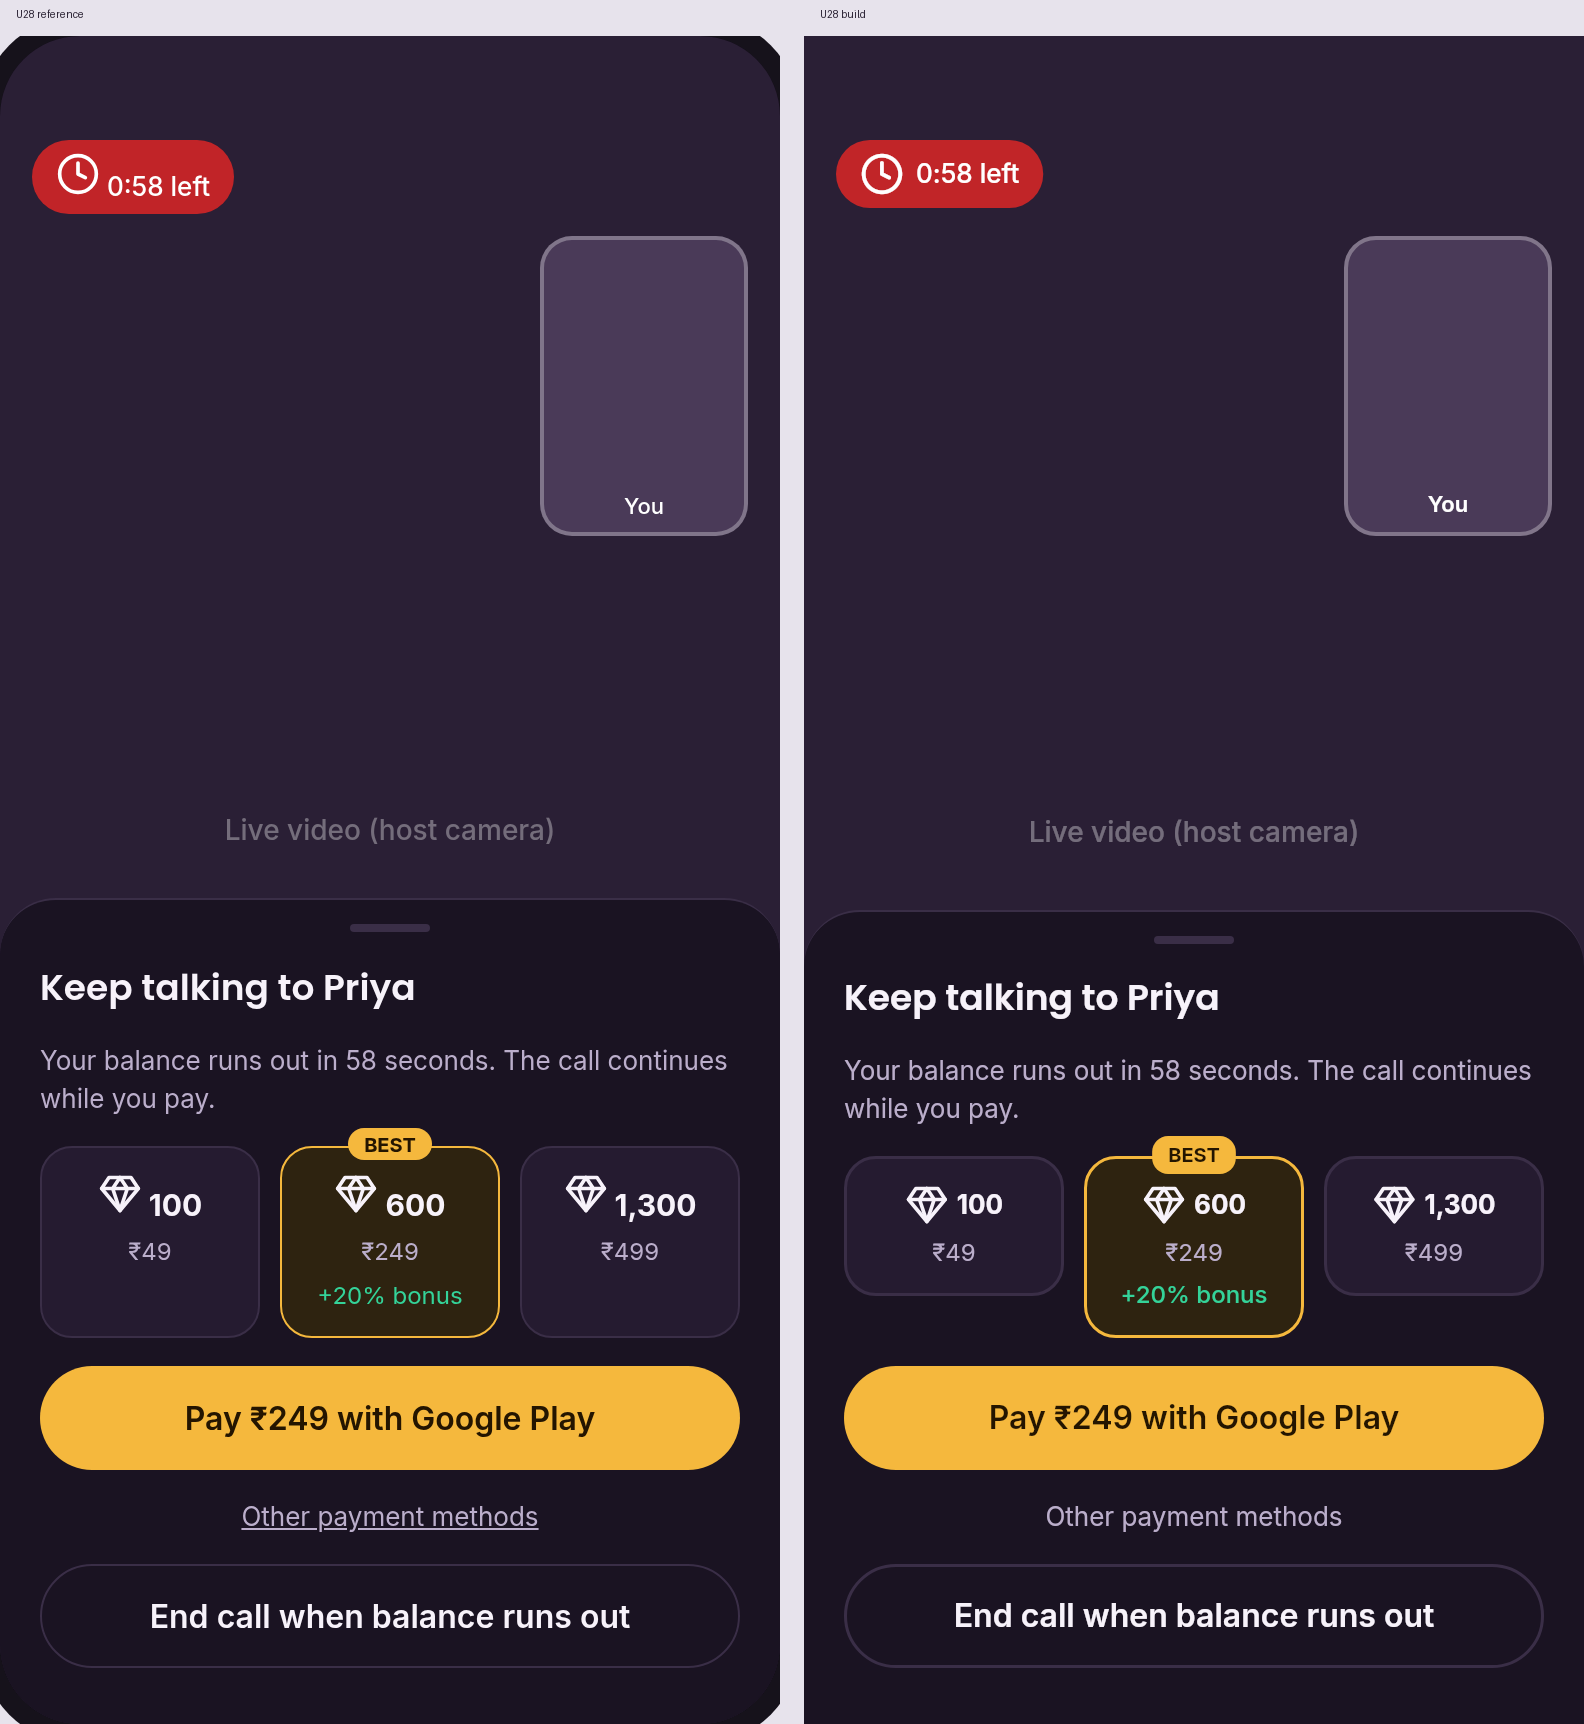 U28 reference
0:58 left
You
Live video (host camera)
Keep talking to Priya
Your balance runs out in 58 seconds. The call continues
while you pay.
BEST
100
600
1,300
₹49
₹249
₹499
+20% bonus
Pay ₹249 with Google Play
Other payment methods
End call when balance runs out
U28 build
0:58 left
You
Live video (host camera)
Keep talking to Priya
Your balance runs out in 58 seconds. The call continues
while you pay.
BEST
100
600
1,300
₹49
₹249
₹499
+20% bonus
Pay ₹249 with Google Play
Other payment methods
End call when balance runs out